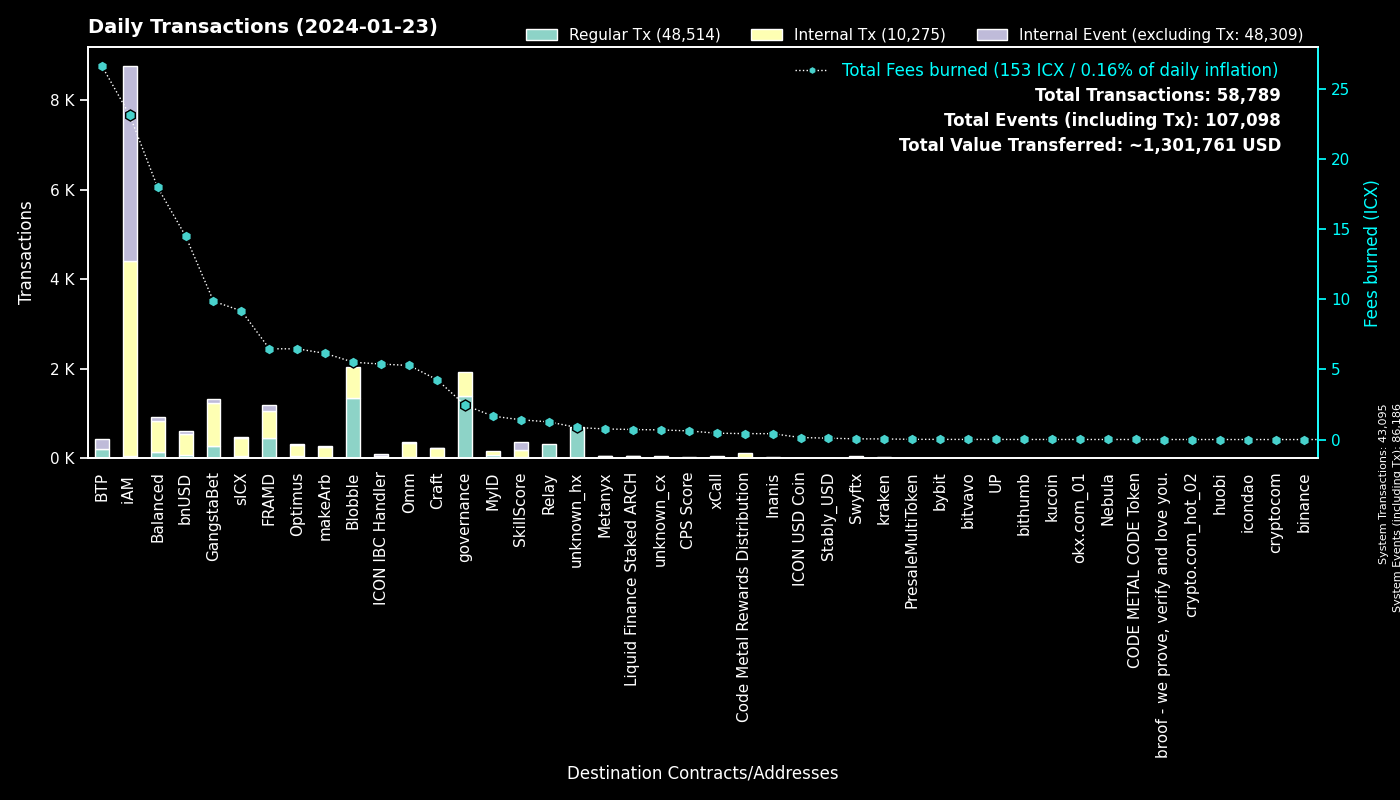 Daily Transactions (2024-01-23)
Regular Tx (48,514)
Internal Tx (10,275)
Internal Event (excluding Tx: 48,309)
Total Fees burned (153 ICX / 0.16% of daily inflation)
Total Transactions: 58,789
Total Events (including Tx): 107,098
Total Value Transferred: ~1,301,761 USD
Transactions
8 K
6 K
4 K
2 K
0 K
25
20
15
10
5
0
Fees burned (ICX)
System Transactions: 43,095
System Events (including Tx): 86,186
BTP
iAM
Balanced
bnUSD
GangstaBet
sICX
FRAMD
Optimus
makeArb
Blobble
ICON IBC Handler
Omm
Craft
governance
MyID
SkillScore
Relay
unknown_hx
Metanyx
Liquid Finance Staked ARCH
unknown_cx
CPS Score
xCall
Code Metal Rewards Distribution
Inanis
ICON USD Coin
Stably_USD
Swyftx
kraken
PresaleMultiToken
bybit
bitvavo
UP
bithumb
kucoin
okx.com_01
Nebula
CODE METAL CODE Token
broof - we prove, verify and love you.
crypto.com_hot_02
huobi
icondao
cryptocom
binance
Destination Contracts/Addresses